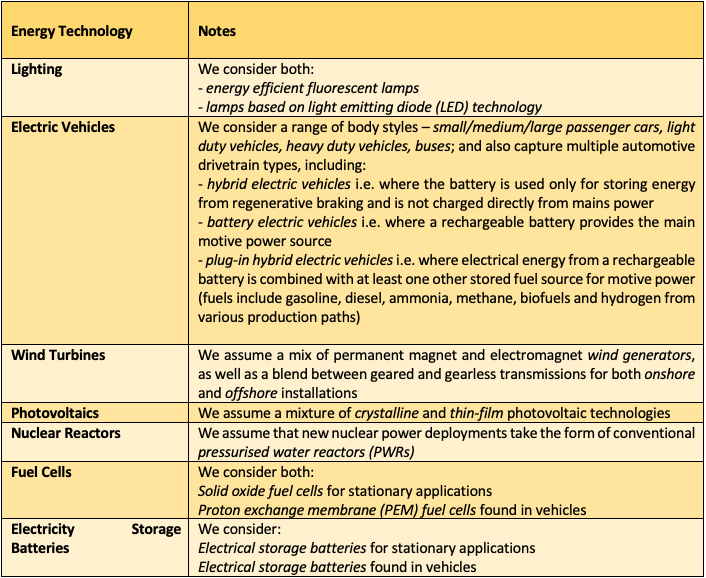 Energy Technology
Notes
Lighting
We consider both:
- energy efficient fluorescent lamps
- lamps based on light emitting diode (LED) technology
Electric Vehicles
We consider a range of body styles – small/medium/large passenger cars, light
duty vehicles, heavy duty vehicles, buses; and also capture multiple automotive
drivetrain types, including:
- hybrid electric vehicles i.e. where the battery is used only for storing energy
from regenerative braking and is not charged directly from mains power
- battery electric vehicles i.e. where a rechargeable battery provides the main
motive power source
- plug-in hybrid electric vehicles i.e. where electrical energy from a rechargeable
battery is combined with at least one other stored fuel source for motive power
(fuels include gasoline, diesel, ammonia, methane, biofuels and hydrogen from
various production paths)
Wind Turbines
We assume a mix of permanent magnet and electromagnet wind generators,
as well as a blend between geared and gearless transmissions for both onshore
and offshore installations
Photovoltaics
We assume a mixture of crystalline and thin-film photovoltaic technologies
Nuclear Reactors
We assume that new nuclear power deployments take the form of conventional
pressurised water reactors (PWRs)
Fuel Cells
We consider both:
Solid oxide fuel cells for stationary applications
Proton exchange membrane (PEM) fuel cells found in vehicles
Electricity Storage
Batteries
We consider:
Electrical storage batteries for stationary applications
Electrical storage batteries found in vehicles